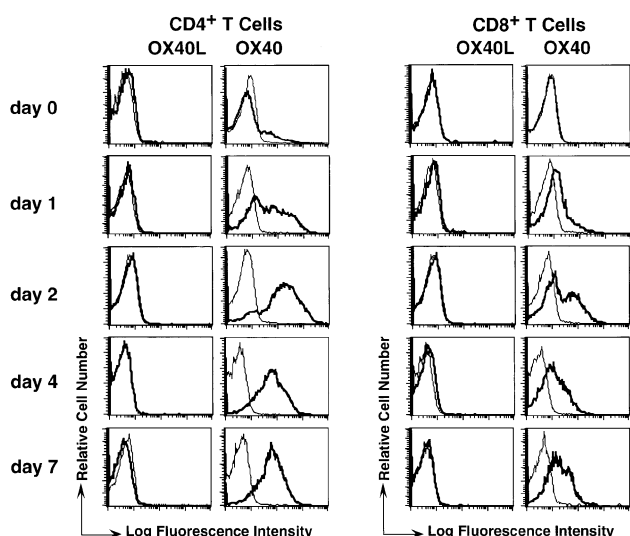 CD4+ T Cells
OX40L OX40
CD8+ T Cells
OX40L OX40
day 0
day 1
day 2
day 4
day 7
Relative Cell Number
Log Fluorescence Intensity
Relative Cell Number
Log Fluorescence Intensity